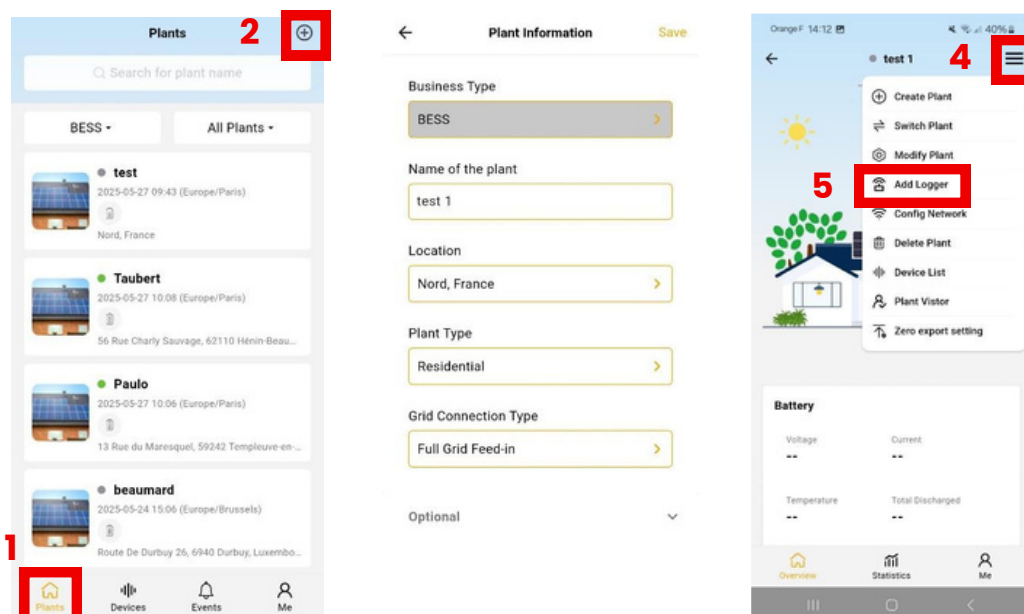 Plants
2
Search for plant name
BESS
All Plants
test
2025-05-27 09:43 (Europe/Paris)
Nord, France
Taubert
2025-05-27 10:08 (Europe/Paris)
56 Rue Charly Sauvage, 62110 Hénin-Beau...
Paulo
2025-05-27 10:06 (Europe/Paris)
13 Rue du Maresquel, 59242 Templeuve-en-...
beaumard
2025-05-24 15:06 (Europe/Brussels)
Route De Durbuy 26, 6940 Durbuy, Luxembo...
1
Plants
Devices
Events
Me
Plant Information
Save
Business Type
BESS
Name of the plant
test 1
Location
Nord, France
Plant Type
Residential
Grid Connection Type
Full Grid Feed-in
Optional
Orange F 14:12
40%
test 1
4
Create Plant
Switch Plant
Modify Plant
5
Add Logger
Config Network
Delete Plant
Device List
Plant Vistor
Zero export setting
Battery
Voltage
Current
--
--
Temperature
Total Discharged
--
--
Overview
Statistics
Me